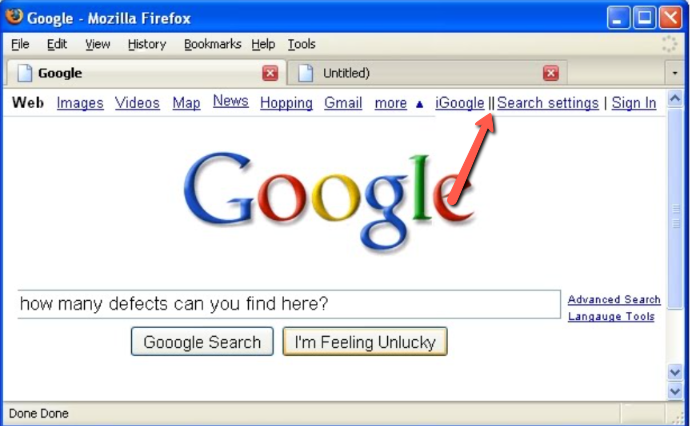 Google - Mozilla Firefox
File Edit View History Bookmarks Help Tools
Google Untitled)
Web Images Videos Map News Hopping Gmail more ▲ iGoogle || Search settings | Sign In
Google
how many defects can you find here?
Advanced Search
Langauge Tools
Gooogle Search I'm Feeling Unlucky
Done Done